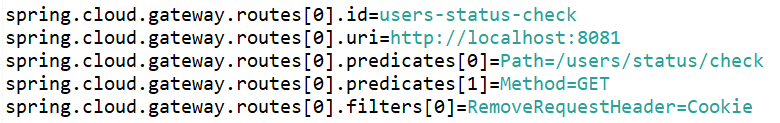 spring.cloud.gateway.routes[0].id=users-status-check
spring.cloud.gateway.routes[0].uri=http://localhost:8081
spring.cloud.gateway.routes[0].predicates[0]=Path=/users/status/check
spring.cloud.gateway.routes[0].predicates[1]=Method=GET
spring.cloud.gateway.routes[0].filters[0]=RemoveRequestHeader=Cookie